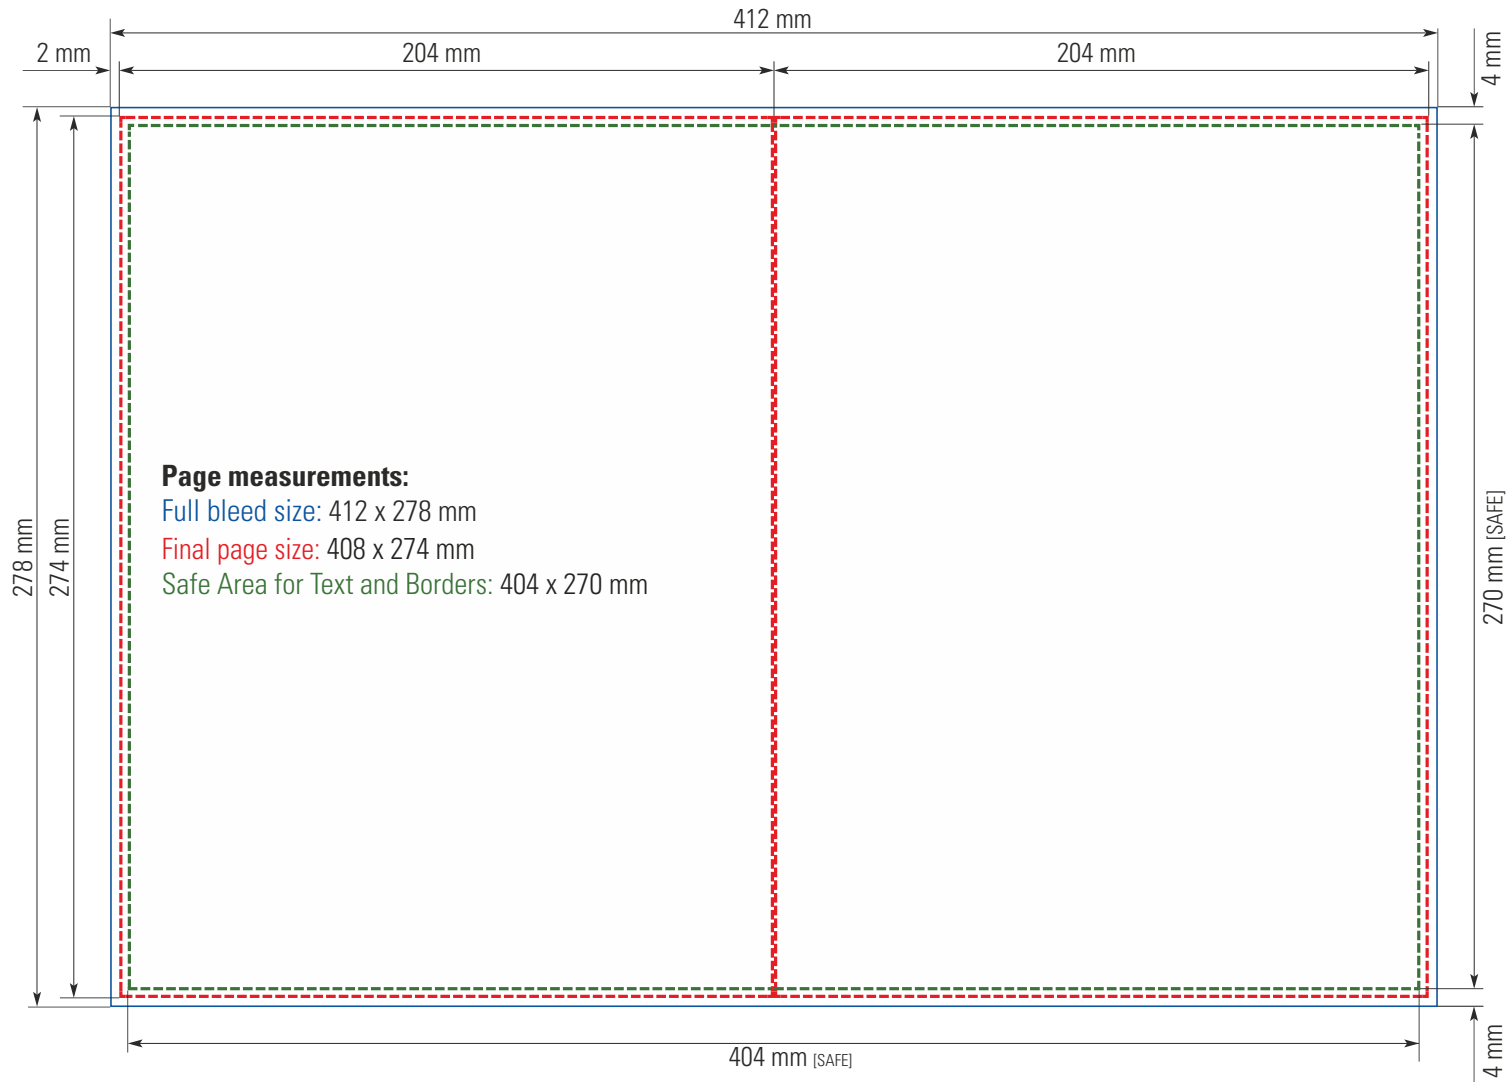 412 mm
2 mm
204 mm
204 mm
4 mm
Page measurements:
Full bleed size: 412 x 278 mm
Final page size: 408 x 274 mm
Safe Area for Text and Borders: 404 x 270 mm
278 mm
274 mm
270 mm [SAFE]
404 mm [SAFE]
4 mm